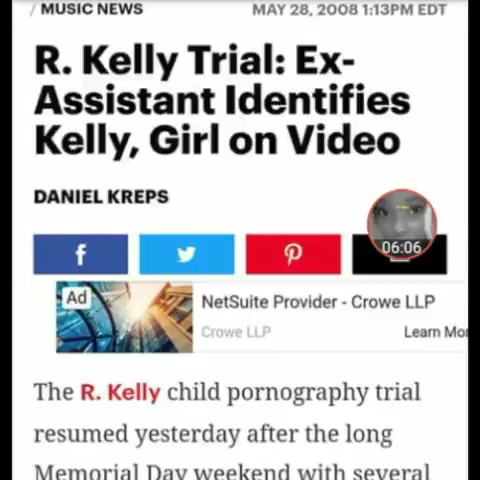 / MUSIC NEWS MAY 28, 2008 1:13PM EDT
R. Kelly Trial: Ex-
Assistant Identifies
Kelly, Girl on Video
DANIEL KREPS
06:06
Ad
NetSuite Provider - Crowe LLP
Crowe LLP Learn Mor
The R. Kelly child pornography trial
resumed yesterday after the long
Memorial Day weekend with several